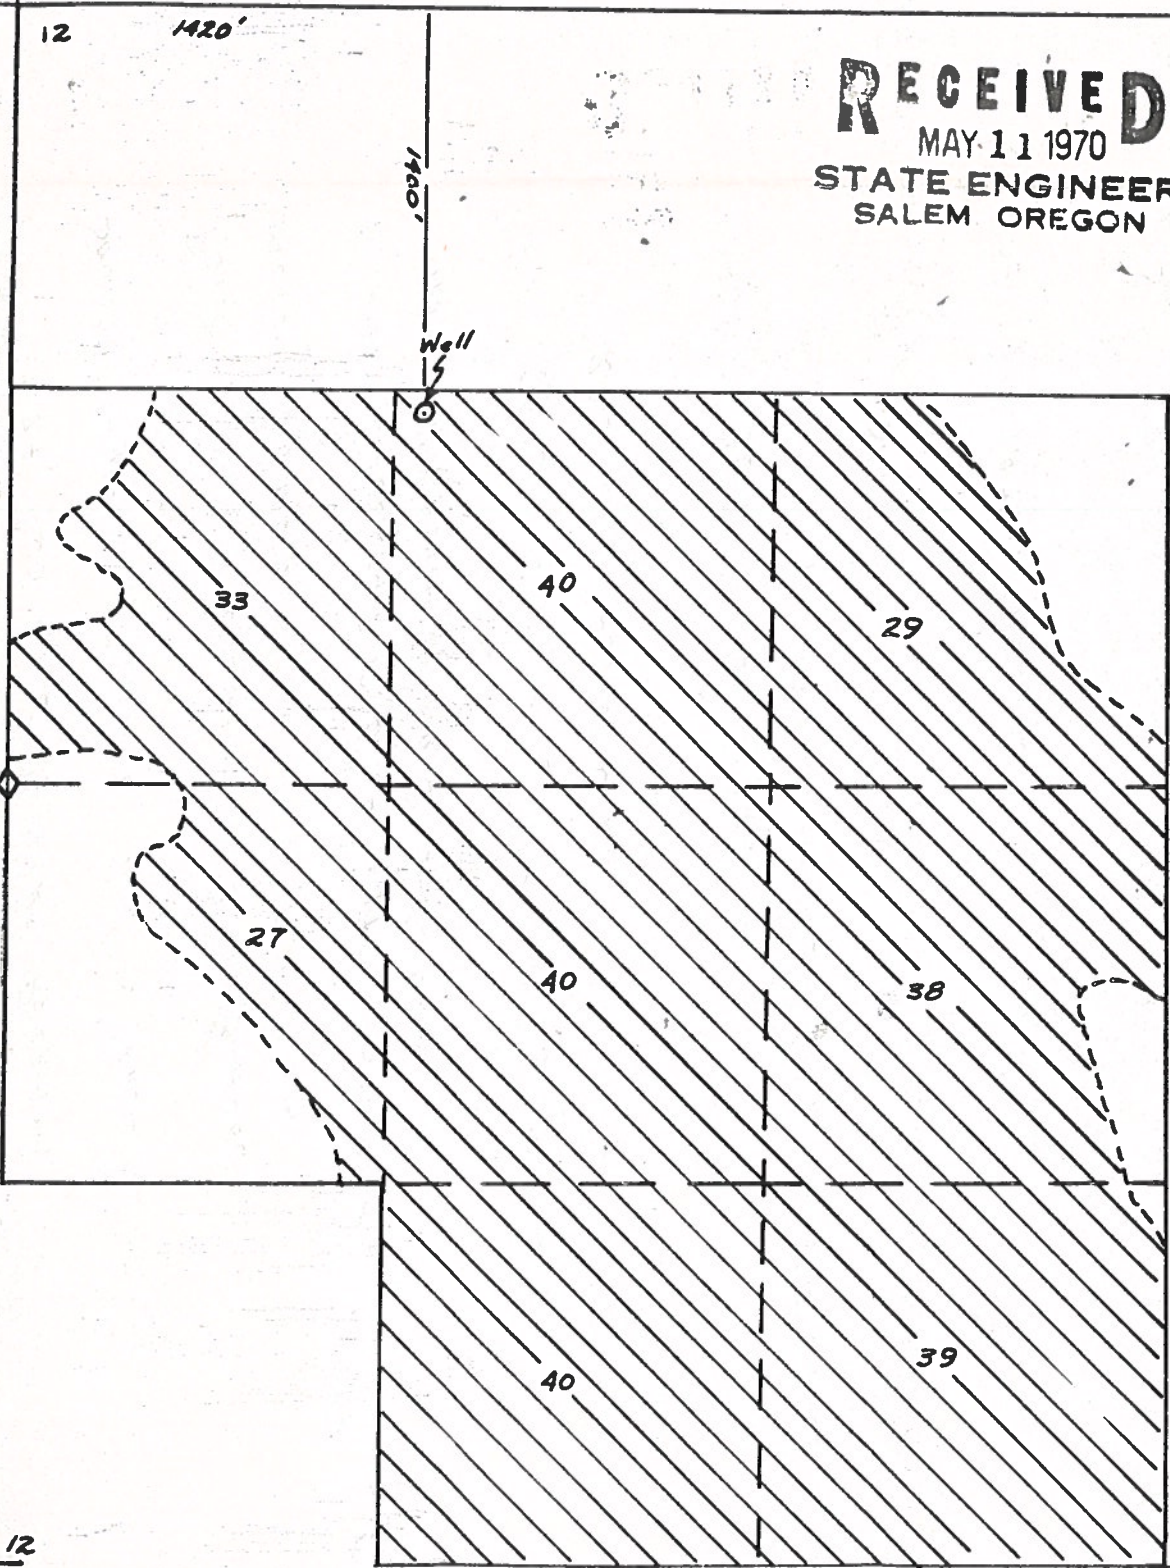 12 1420'
RECEIVED
MAY 11 1970
STATE ENGINEER
SALEM OREGON
1400'
Well
33
40
29
27
40
38
40
39
12